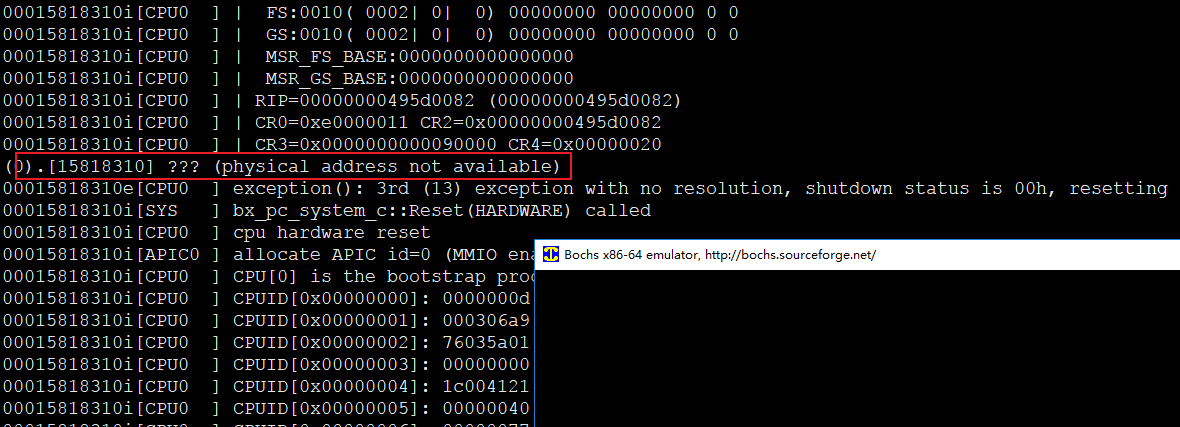 00015818310i[CPU0  ] |   FS:0010( 0002| 0|  0) 00000000 00000000 0 0
00015818310i[CPU0  ] |   GS:0010( 0002| 0|  0) 00000000 00000000 0 0
00015818310i[CPU0  ] |   MSR_FS_BASE:0000000000000000
00015818310i[CPU0  ] |   MSR_GS_BASE:0000000000000000
00015818310i[CPU0  ] | RIP=00000000495d0082 (00000000495d0082)
00015818310i[CPU0  ] | CR0=0xe0000011 CR2=0x00000000495d0082
00015818310i[CPU0  ] | CR3=0x0000000000090000 CR4=0x00000020
(0).[15818310] ??? (physical address not available)
00015818310e[CPU0  ] exception(): 3rd (13) exception with no resolution, shutdown status is 00h, resetting
00015818310i[SYS   ] bx_pc_system_c::Reset(HARDWARE) called
00015818310i[CPU0  ] cpu hardware reset
00015818310i[APIC0 ] allocate APIC id=0 (MMIO ena
Bochs x86-64 emulator, http://bochs.sourceforge.net/
00015818310i[CPU0  ] CPU[0] is the bootstrap proc
00015818310i[CPU0  ] CPUID[0x00000000]: 0000000d
00015818310i[CPU0  ] CPUID[0x00000001]: 000306a9
00015818310i[CPU0  ] CPUID[0x00000002]: 76035a01
00015818310i[CPU0  ] CPUID[0x00000003]: 00000000
00015818310i[CPU0  ] CPUID[0x00000004]: 1c004121
00015818310i[CPU0  ] CPUID[0x00000005]: 00000040